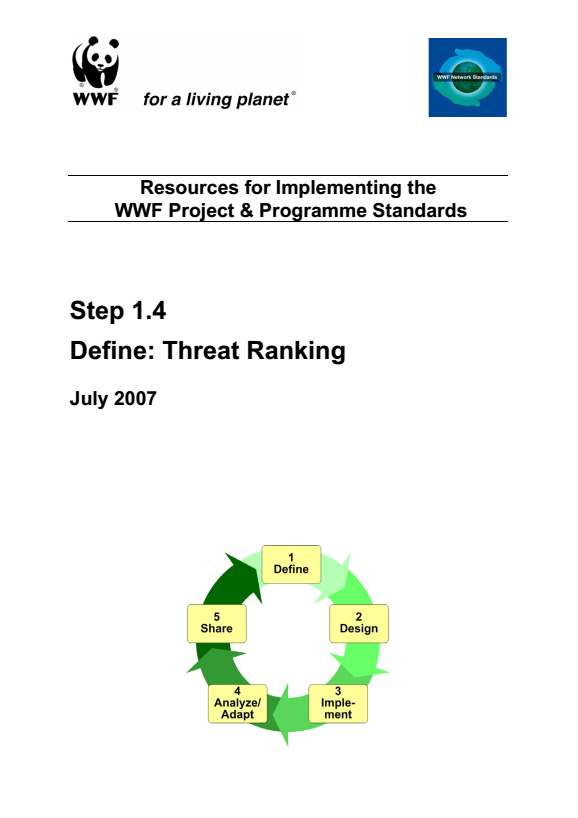 WWF
®
for a living planet®
WWF Network Standards
Resources for Implementing the
WWF Project & Programme Standards
Step 1.4
Define: Threat Ranking
July 2007
1
Define
2
Design
3
Imple-
ment
4
Analyze/
Adapt
5
Share